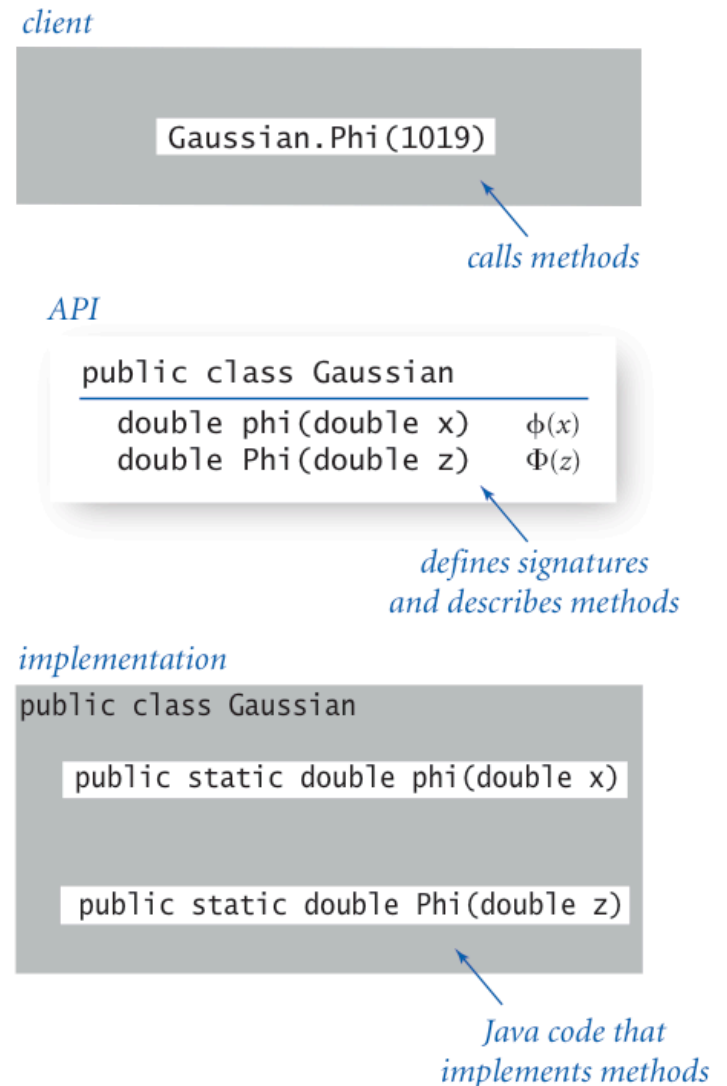 client
Gaussian.Phi(1019)
calls methods
API
public class Gaussian
double phi(double x) ϕ(x)
double Phi(double z) Φ(z)
defines signatures
and describes methods
implementation
public class Gaussian
public static double phi(double x)
public static double Phi(double z)
Java code that
implements methods